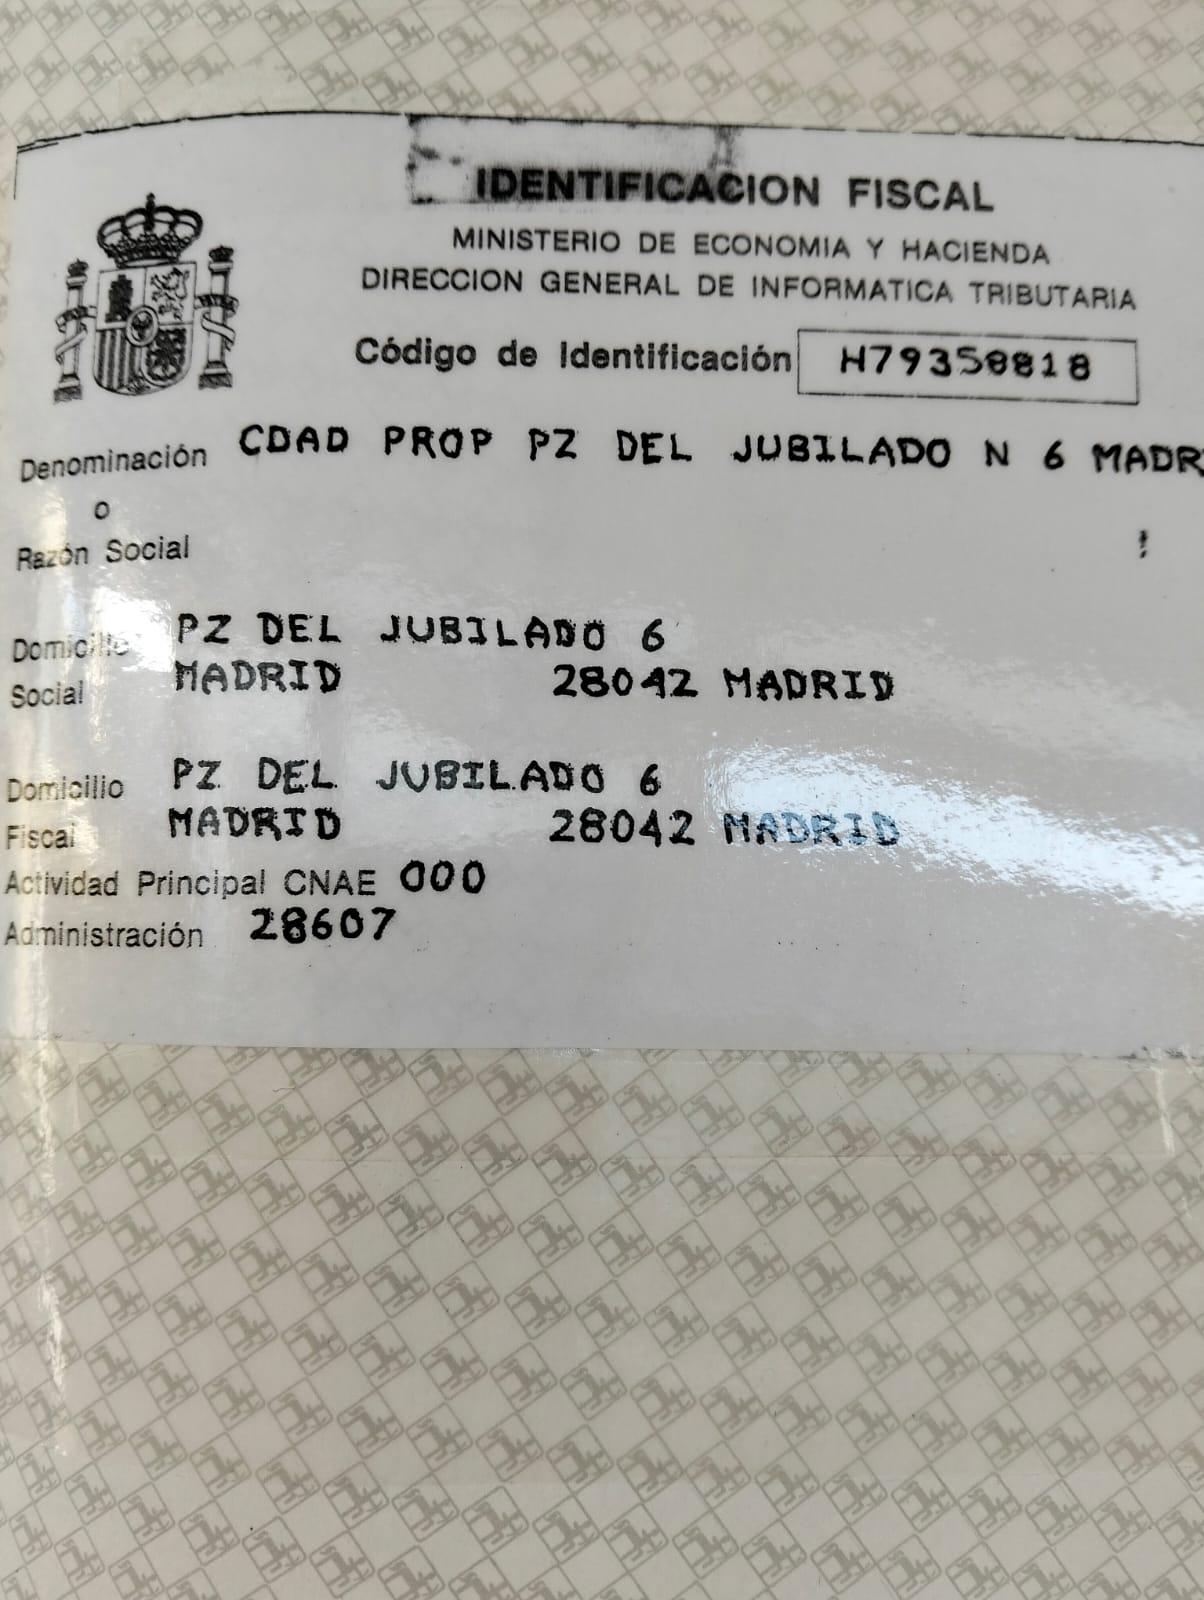 IDENTIFICACION FISCAL
MINISTERIO DE ECONOMIA Y HACIENDA
DIRECCION GENERAL DE INFORMATICA TRIBUTARIA
Código de Identificación H79358818
Denominación CDAD PROP PZ DEL JUBILADO N 6 MADR
o
Razón Social
Domicilio PZ DEL JUBILADO 6
Social MADRID 28042 MADRID
Domicilio PZ DEL JUBILADO 6
Fiscal MADRID 28042 MADRID
Actividad Principal CNAE 000
Administración 28607